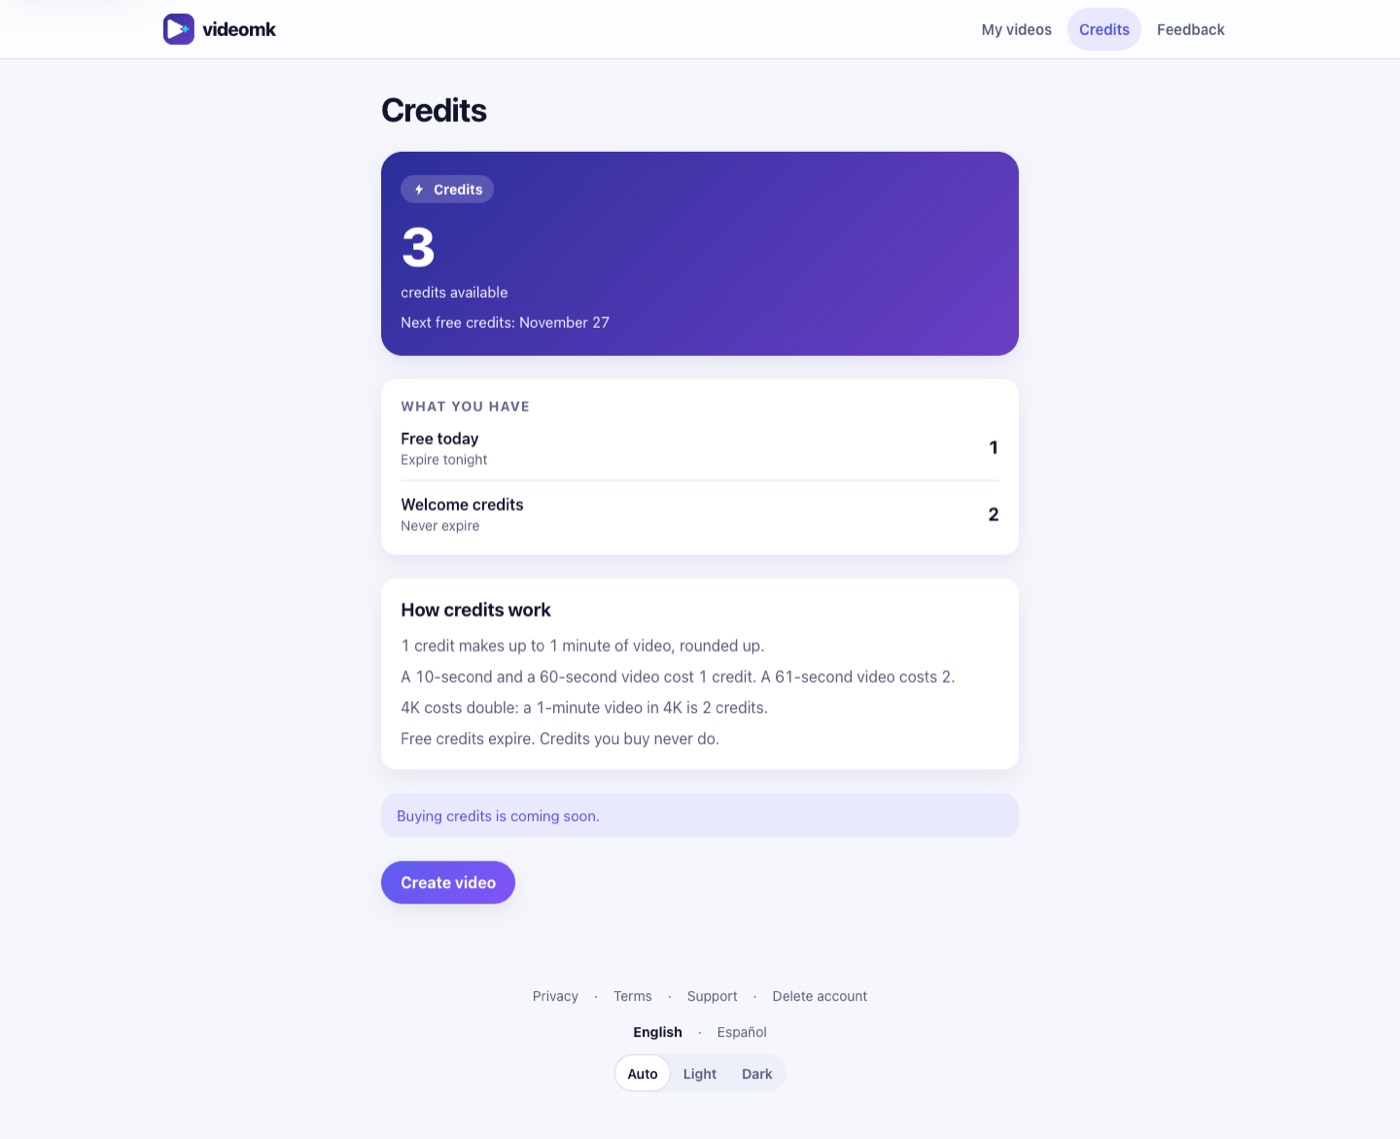 videomk
My videos
Credits
Feedback
Credits
Credits
3
credits available
Next free credits: November 27
WHAT YOU HAVE
Free today
1
Expire tonight
Welcome credits
2
Never expire
How credits work
1 credit makes up to 1 minute of video, rounded up.
A 10-second and a 60-second video cost 1 credit. A 61-second video costs 2.
4K costs double: a 1-minute video in 4K is 2 credits.
Free credits expire. Credits you buy never do.
Buying credits is coming soon.
Create video
Privacy · Terms · Support · Delete account
English · Español
Auto Light Dark